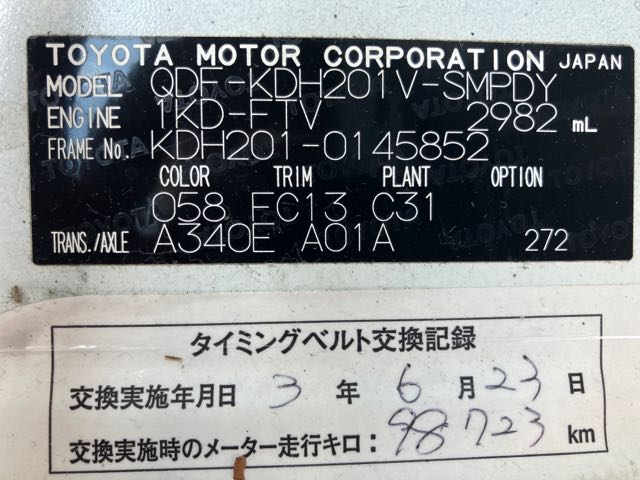 TOYOTA MOTOR CORPORATION JAPAN
MODEL QDF-KDH201V-SMPDY
ENGINE 1KD-FTV 2982 mL
FRAME No. KDH201-0145852
COLOR TRIM PLANT OPTION
058 FC13 C31
TRANS./AXLE A340E A01A 272
タイミングベルト交換記録
交換実施年月日 3 年 6 月 23 日
交換実施時のメーター走行キロ: 98723 km